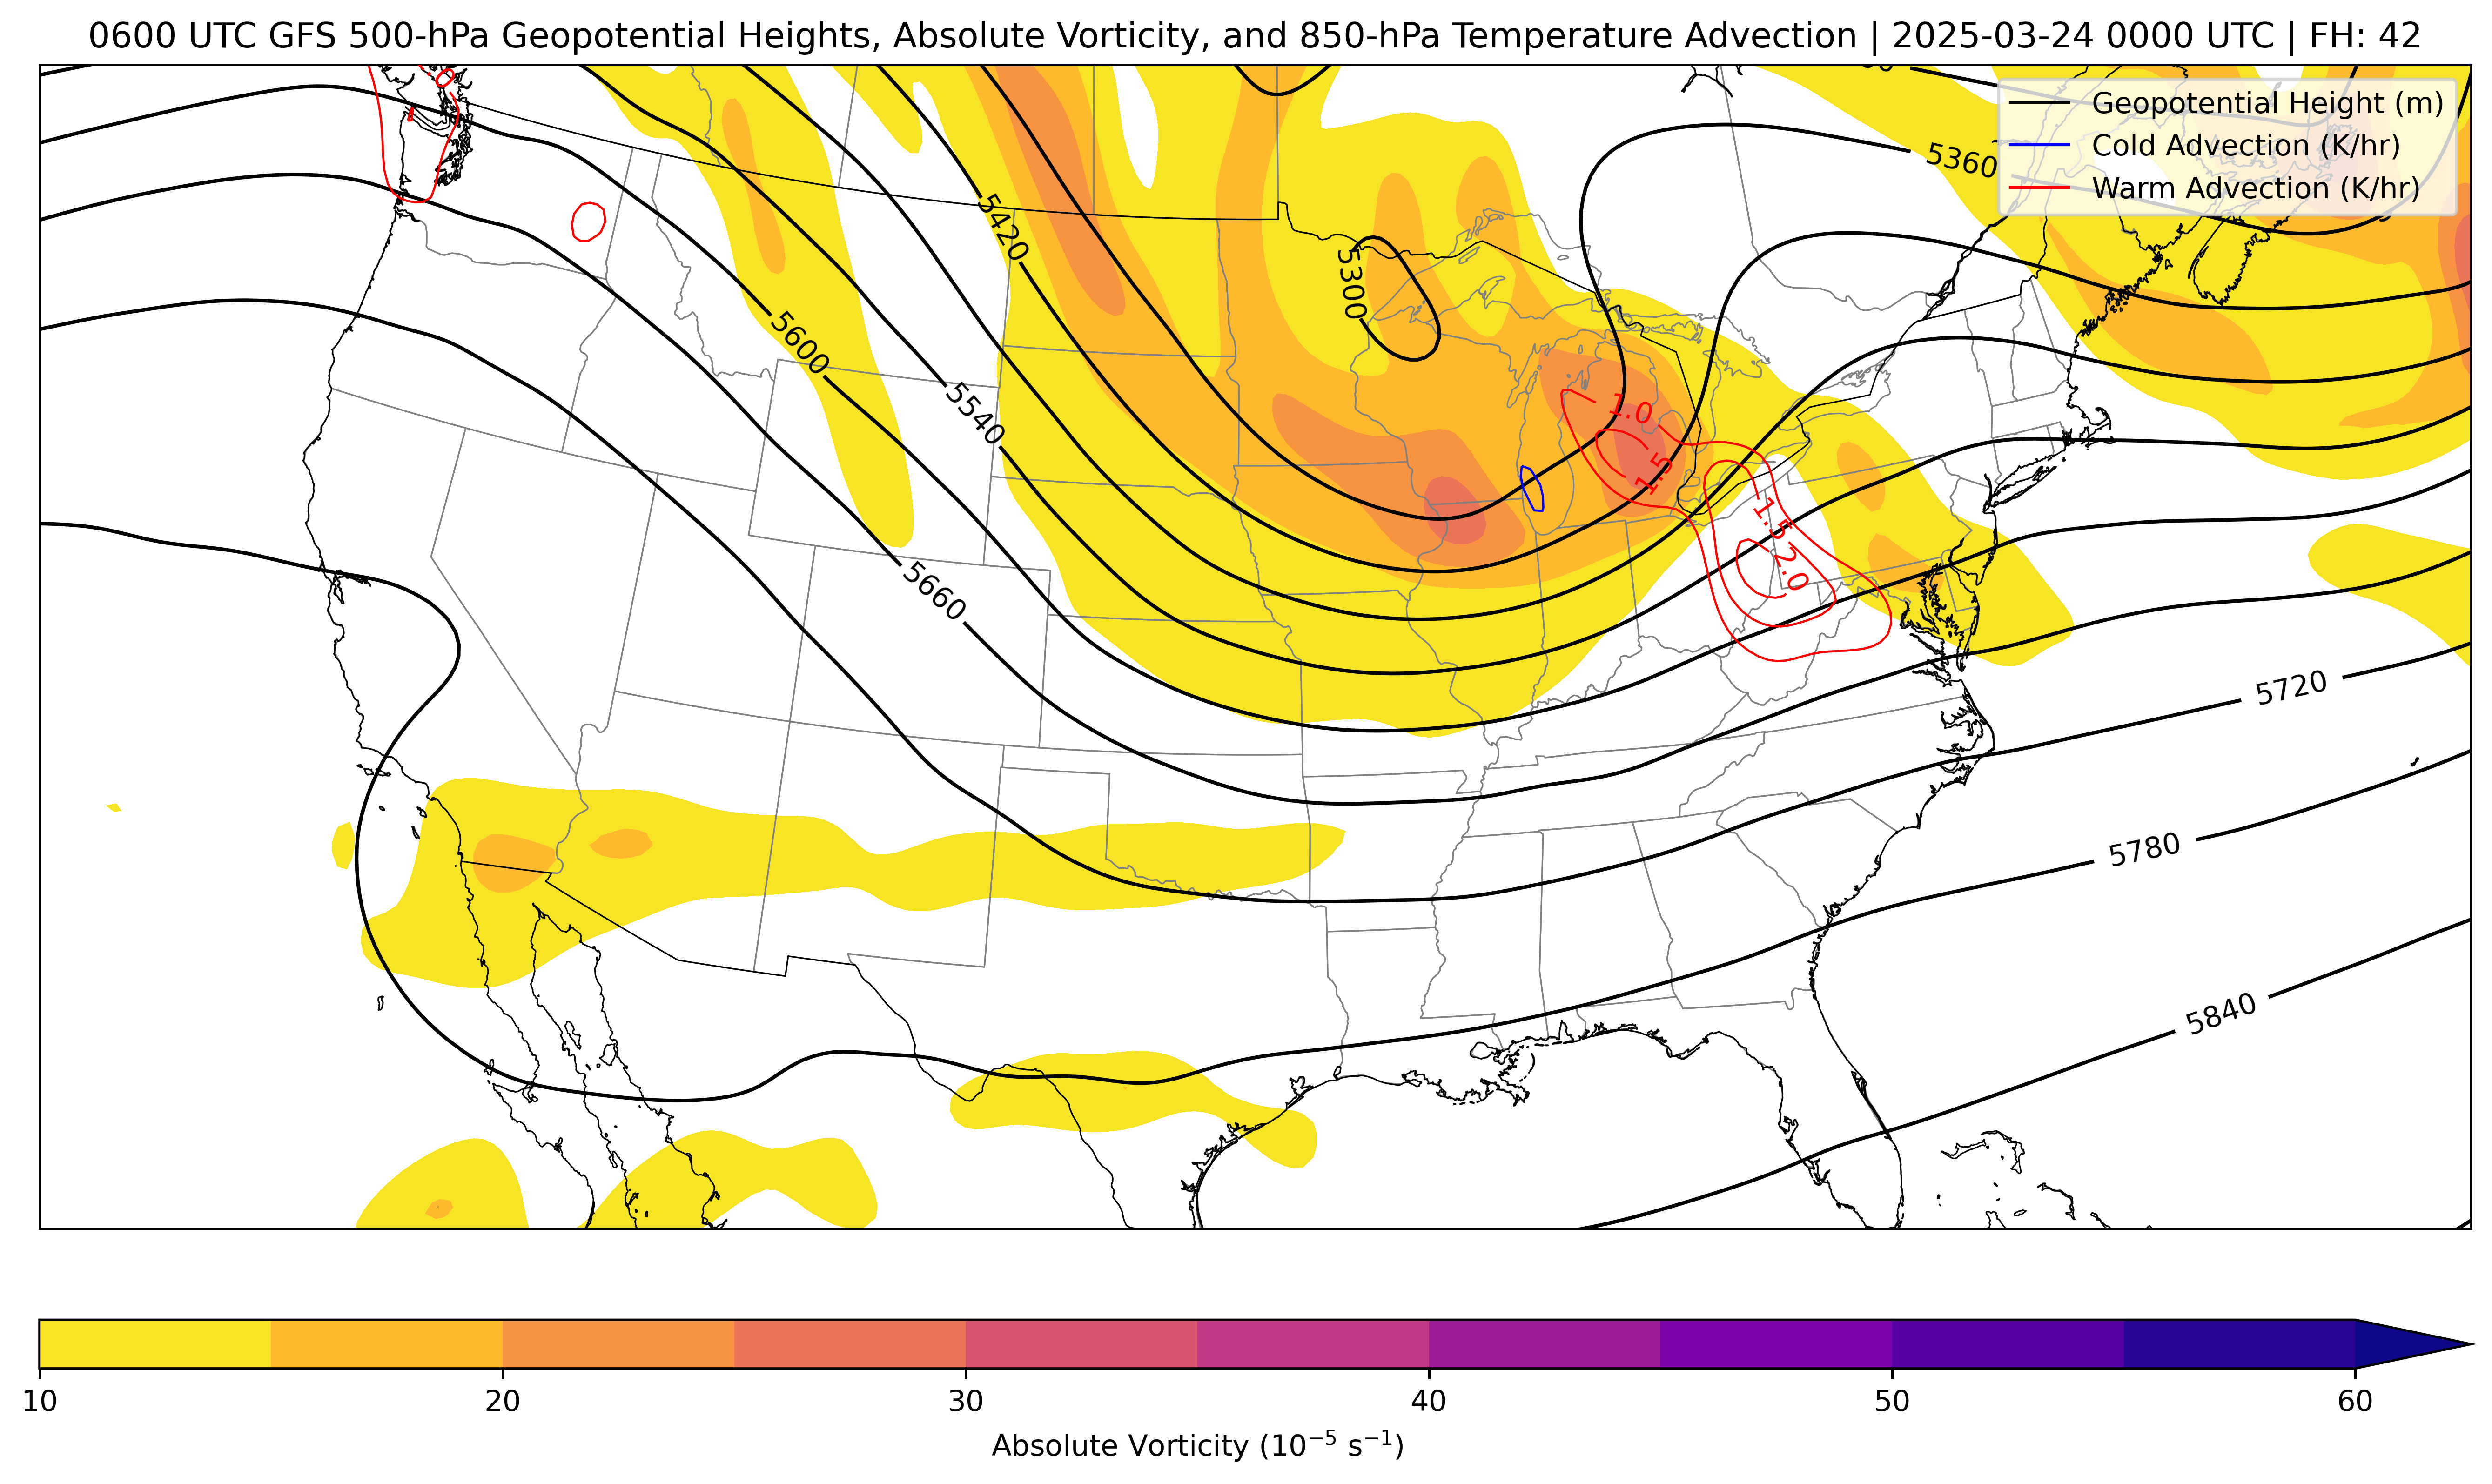 0600 UTC GFS 500-hPa Geopotential Heights, Absolute Vorticity, and 850-hPa Temperature Advection | 2025-03-24 0000 UTC | FH: 42
Geopotential Height (m)
Cold Advection (K/hr)
Warm Advection (K/hr)
5360
5420
5300
5600
5540
1.0
1.5
1.5
2.0
5660
5720
5780
5840
10 20 30 40 50 60
Absolute Vorticity (10⁻⁵ s⁻¹)